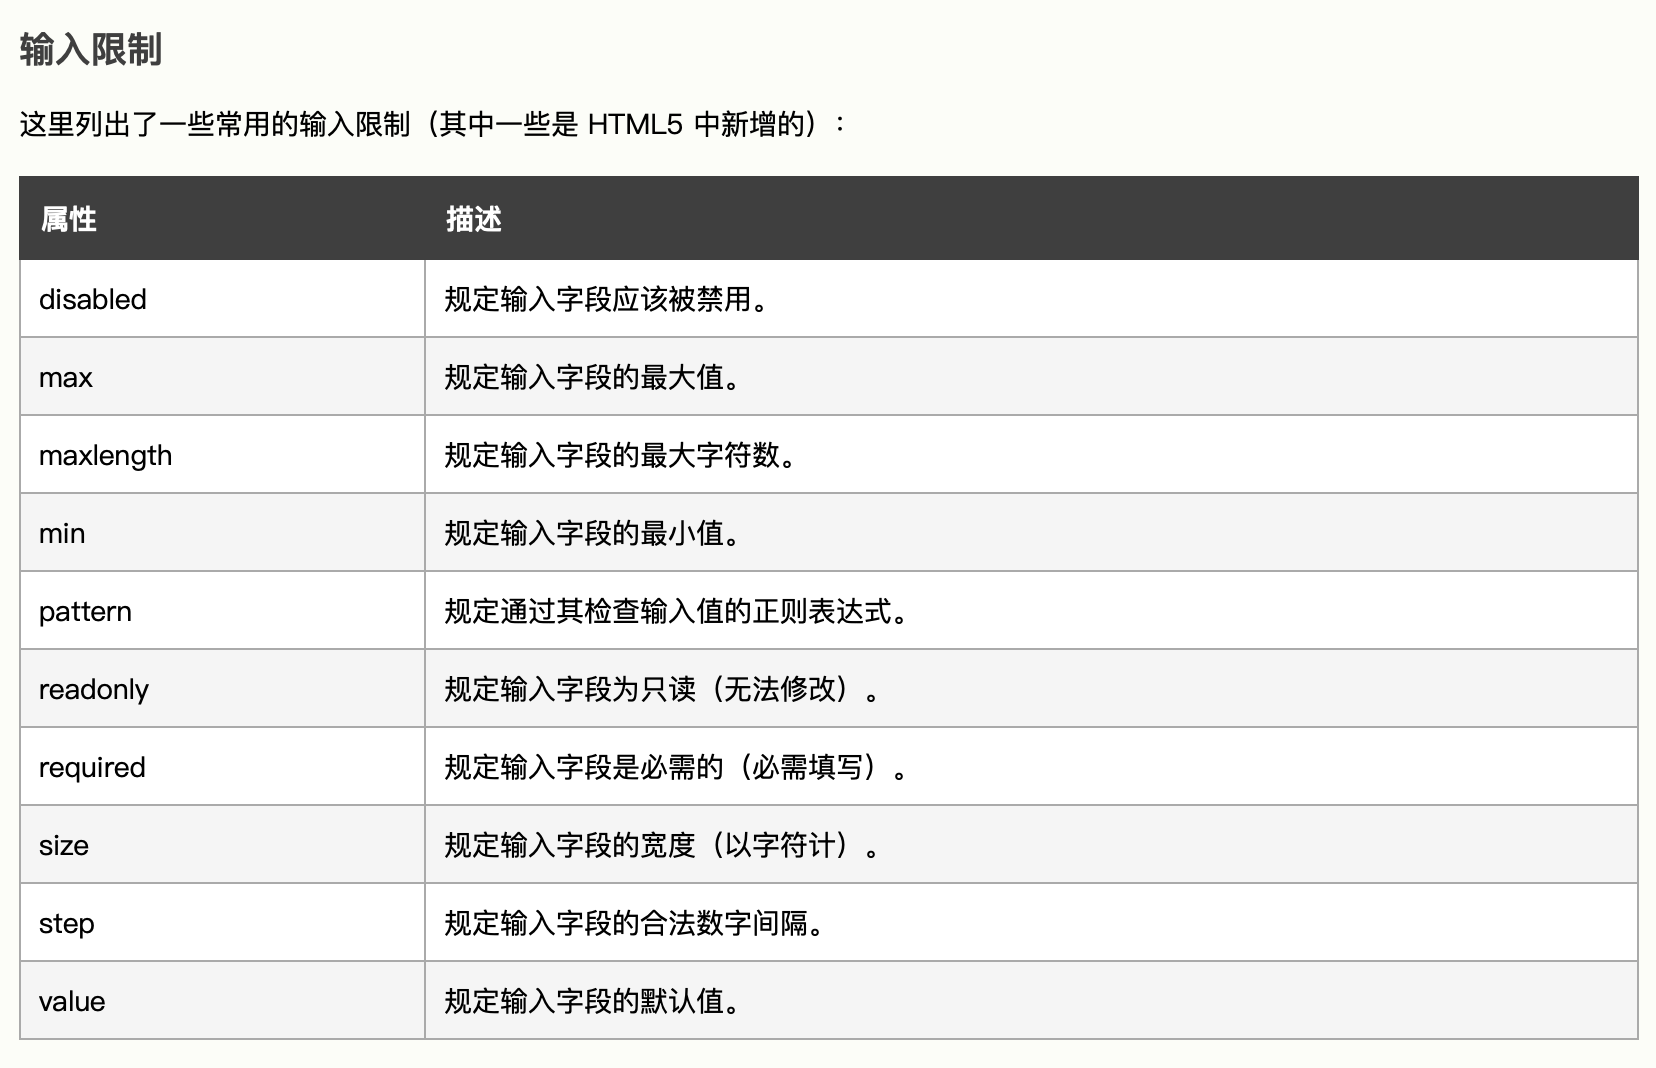 输入限制
这里列出了一些常用的输入限制（其中一些是 HTML5 中新增的）：
属性 描述
disabled 规定输入字段应该被禁用。
max 规定输入字段的最大值。
maxlength 规定输入字段的最大字符数。
min 规定输入字段的最小值。
pattern 规定通过其检查输入值的正则表达式。
readonly 规定输入字段为只读（无法修改）。
required 规定输入字段是必需的（必需填写）。
size 规定输入字段的宽度（以字符计）。
step 规定输入字段的合法数字间隔。
value 规定输入字段的默认值。